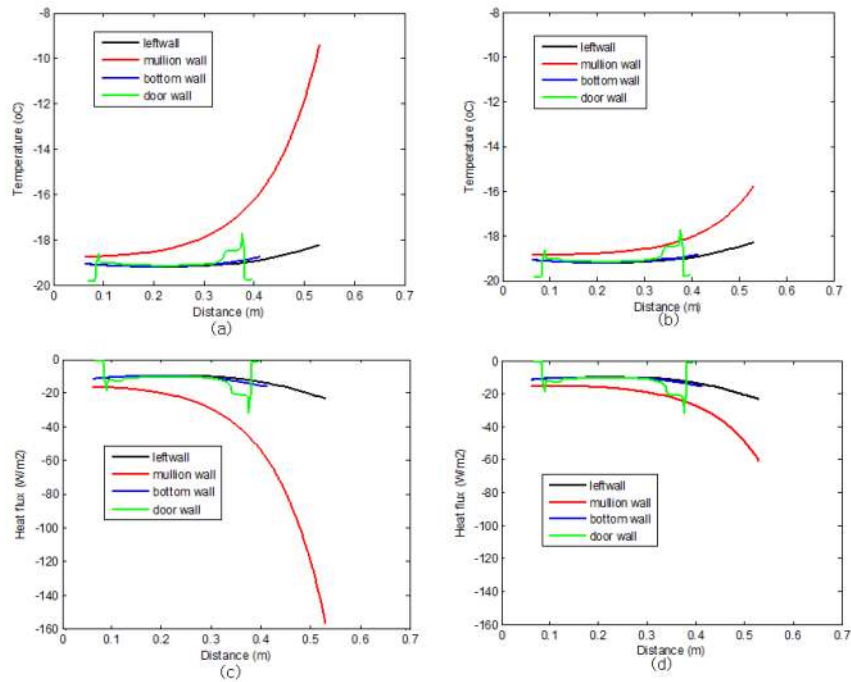 -8
-10
-12
-14
-16
-18
-20
Temperature (oC)
leftwall
mullion wall
bottom wall
door wall
0 0.1 0.2 0.3 0.4 0.5 0.6 0.7
Distance (m)
(a)
-8
-10
-12
-14
-16
-18
-20
Temperature (oC)
leftwall
mullion wall
bottom wall
door wall
0 0.1 0.2 0.3 0.4 0.5 0.6 0.7
Distance (m)
(b)
0
-20
-40
-60
-80
-100
-120
-140
-160
Heat flux (W/m2)
leftwall
mullion wall
bottom wall
door wall
0 0.1 0.2 0.3 0.4 0.5 0.6 0.7
Distance (m)
(c)
0
-20
-40
-60
-80
-100
-120
-140
-160
Heat flux (W/m2)
leftwall
mullion wall
bottom wall
door wall
0 0.1 0.2 0.3 0.4 0.5 0.6 0.7
Distance (m)
(d)